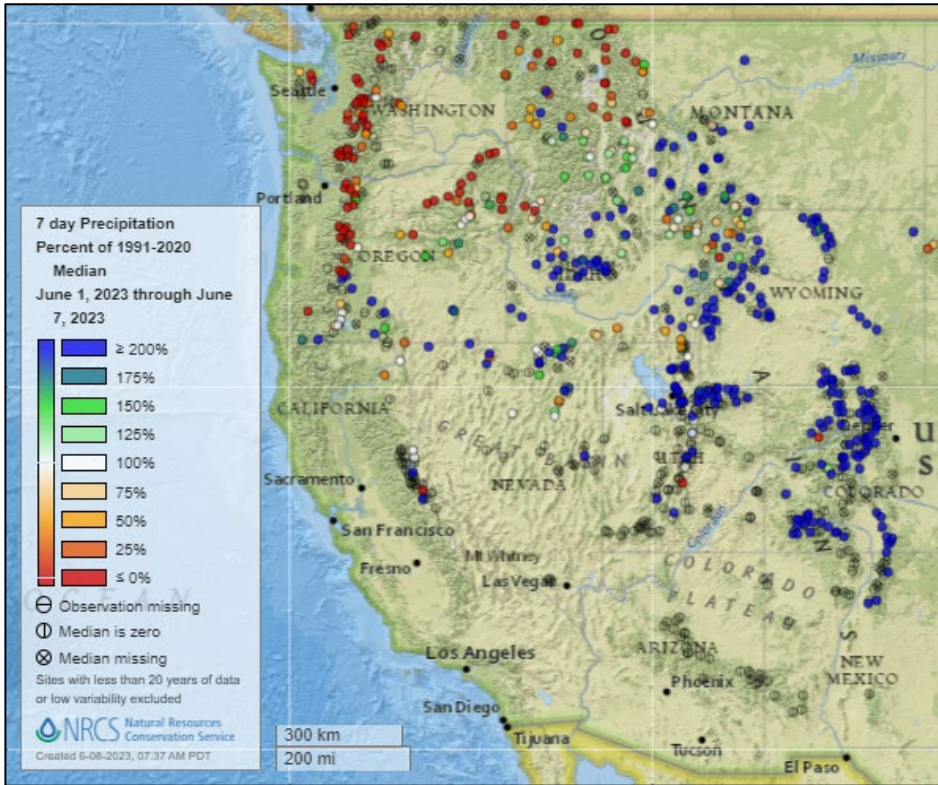 7 day Precipitation
Percent of 1991-2020
Median
June 1, 2023 through June
7, 2023
≥ 200%
175%
150%
125%
100%
75%
50%
25%
≤ 0%
Observation missing
Median is zero
Median missing
Sites with less than 20 years of data
or low variability excluded
NRCS Natural Resources
Conservation Service
Created 6-08-2023, 07:37 AM PDT
300 km
200 mi
Seattle
WASHINGTON
Missouri
MONTANA
Portland
OREGON
IDAHO
WYOMING
CALIFORNIA
Salt Lake City
GREAT BASIN
NEVADA
UTAH
Denver
U
S
COLORADO
Colorado
Sacramento
San Francisco
Fresno
Mt Whitney
Las Vegas
COLORADO
PLATEAU
OCEAN
Los Angeles
ARIZONA
Phoenix
NEW
MEXICO
San Diego
Tijuana
Tucson
El Paso